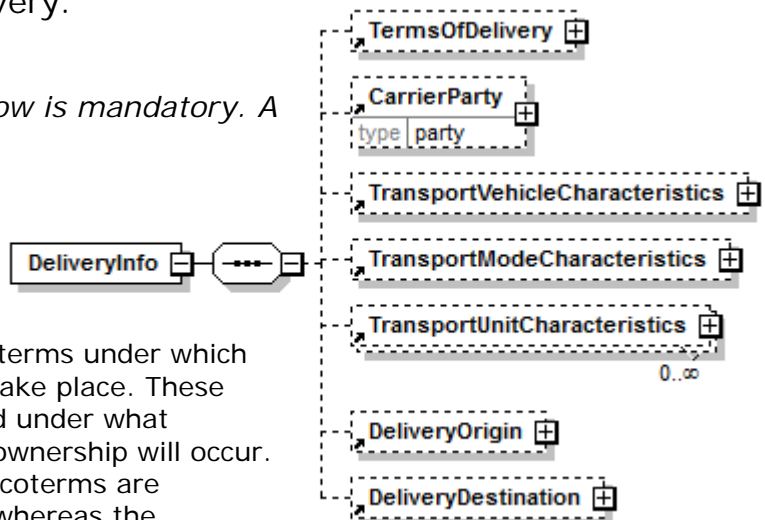 very.
ow is mandatory. A
terms under which
ake place. These
d under what
ownership will occur.
coterms are
whereas the
DeliveryInfo
TermsOfDelivery
CarrierParty
type party
TransportVehicleCharacteristics
TransportModeCharacteristics
TransportUnitCharacteristics
0..∞
DeliveryOrigin
DeliveryDestination